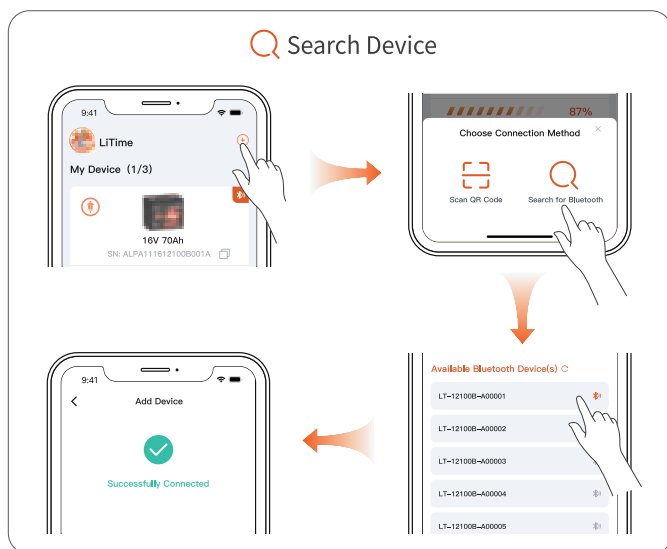 Search Device
9:41
LiTime
My Device (1/3)
16V 70Ah
SN: ALPA111612100B001A
87%
Choose Connection Method
Scan QR Code
Search for Bluetooth
Available Bluetooth Device(s)
LT-12100B-A00001
LT-12100B-A00002
LT-12100B-A00003
LT-12100B-A00004
LT-12100B-A00005
9:41
Add Device
Successfully Connected